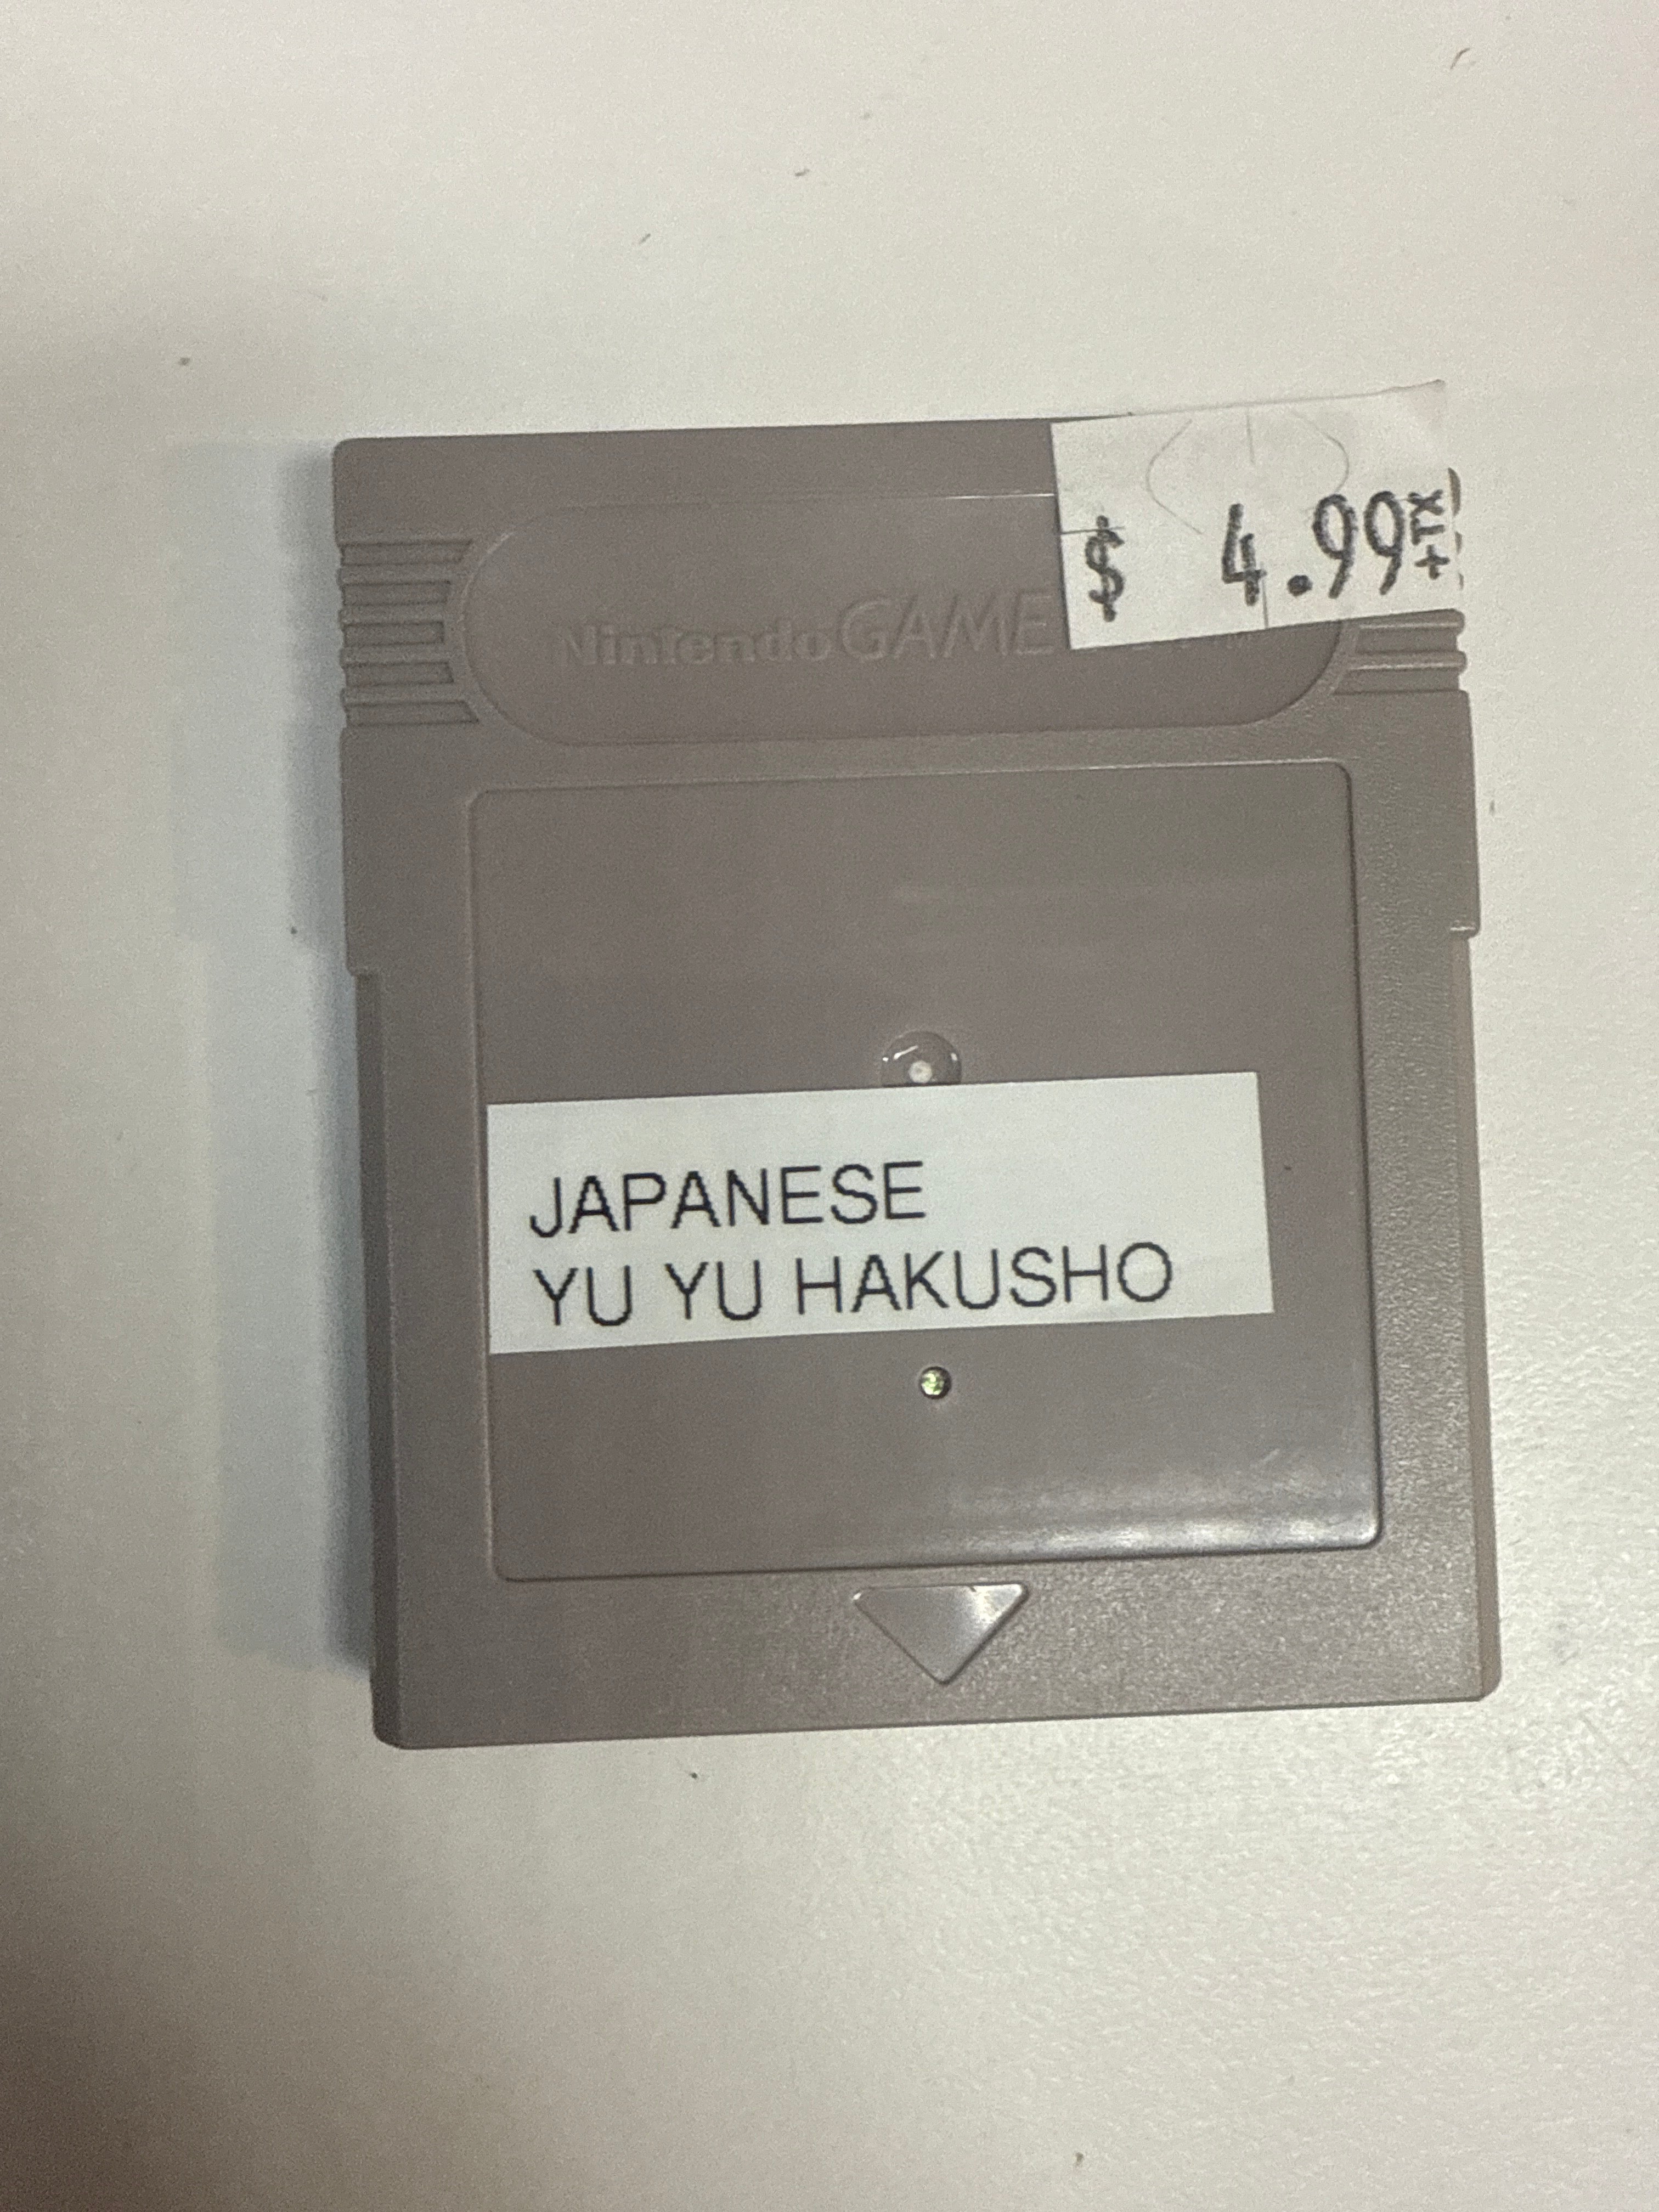 $ 4.99
Nintendo GAME
JAPANESE
YU YU HAKUSHO